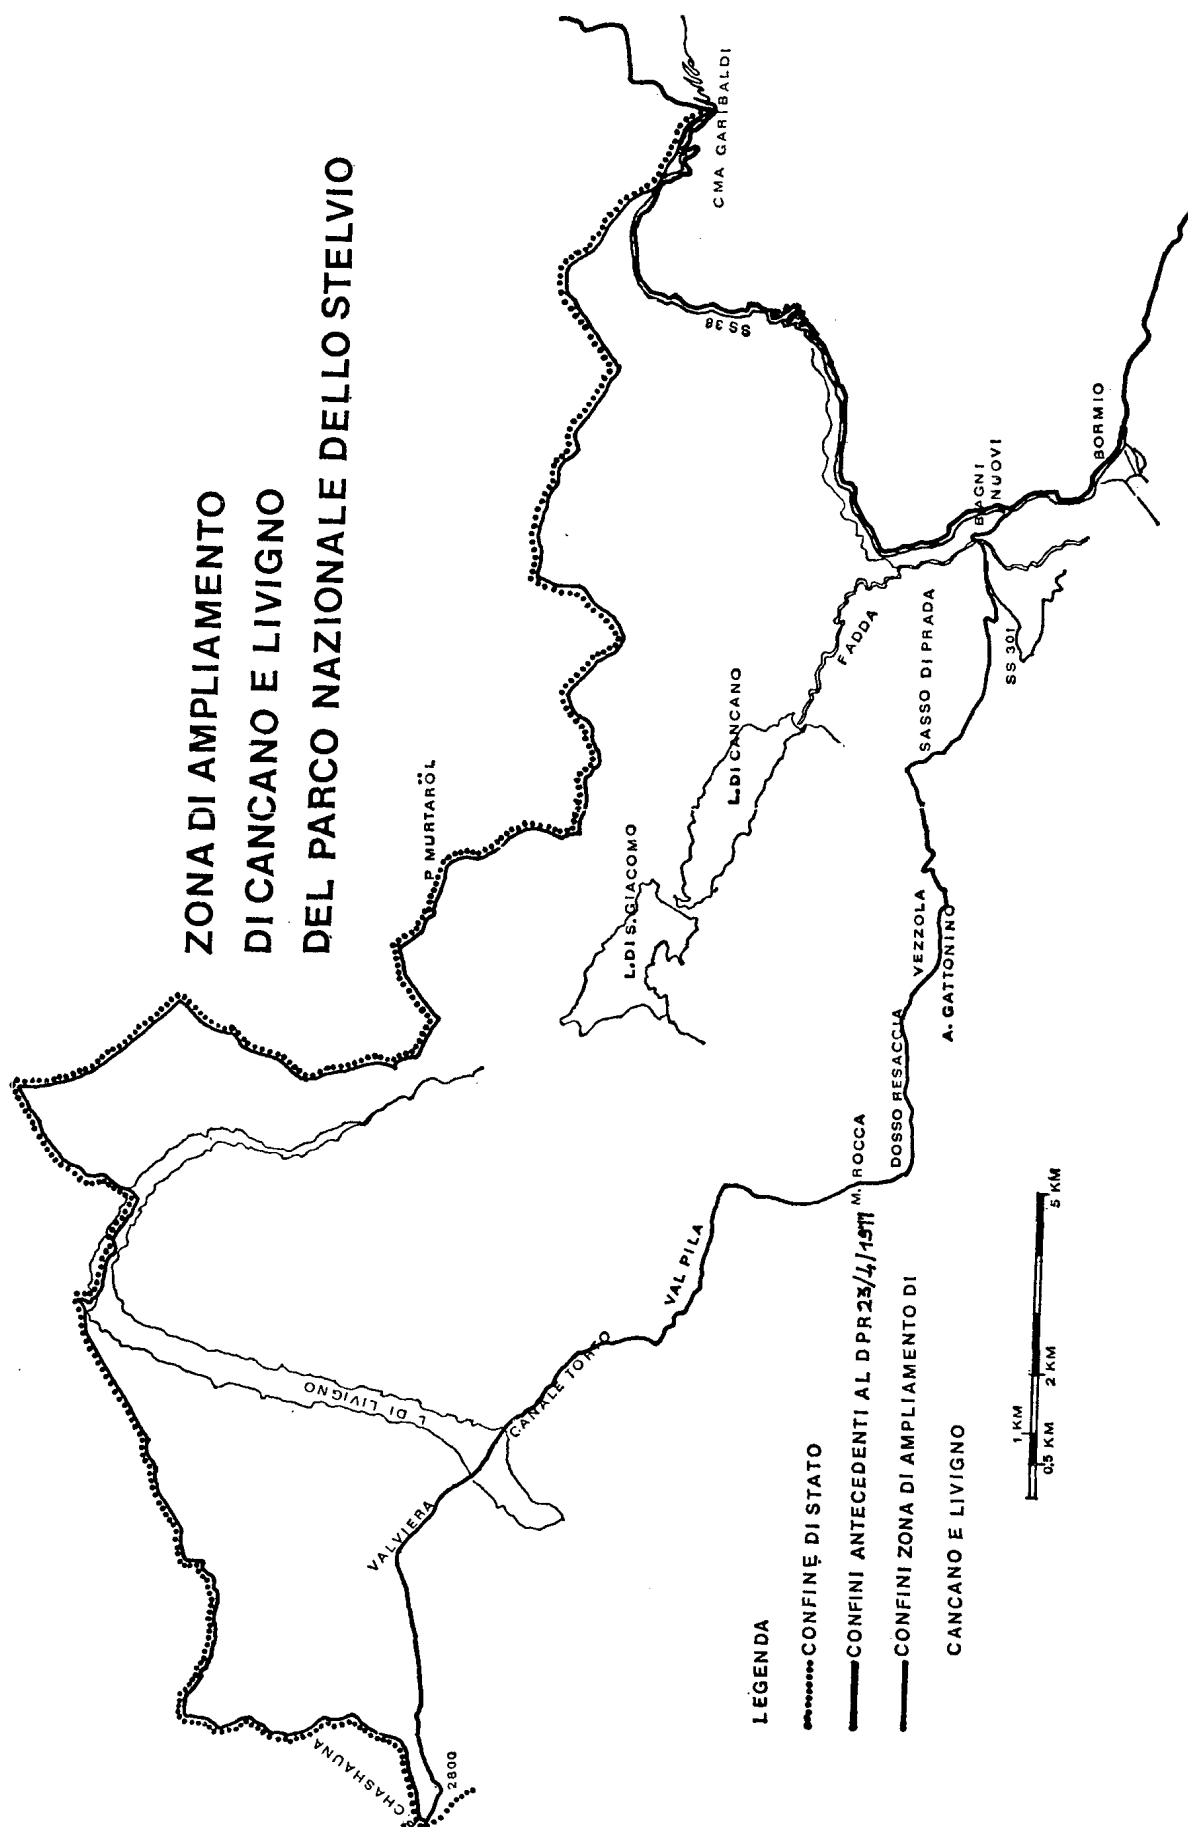 ZONA DI AMPLIAMENTO
DI CANCANO E LIVIGNO
DEL PARCO NAZIONALE DELLO STELVIO
CHASHAUNA
2800
VALVIERA
L. DI LIVIGNO
CANALE TORTO
VAL PILA
P. MURTARÖL
L. DI S. GIACOMO
L. DI CANCANO
FADDA
M. ROCCA
DOSSO RESACCIA
VEZZOLA
A. GATTONINO
SASSO DI PRADA
SS 301
BAGNI
NUOVI
BORMIO
SS 38
CMA GARIBALDI
LEGENDA
CONFINE DI STATO
CONFINI ANTECEDENTI AL DPR 23/4/1977
CONFINI ZONA DI AMPLIAMENTO DI
CANCANO E LIVIGNO
1 KM
0,5 KM
2 KM
5 KM